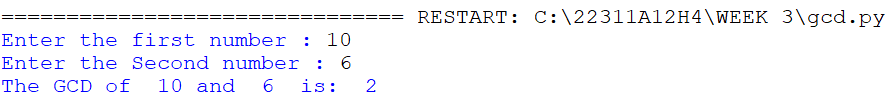 ================================ RESTART: C:\22311A12H4\WEEK 3\gcd.py
Enter the first number : 10
Enter the Second number : 6
The GCD of  10 and  6  is:  2